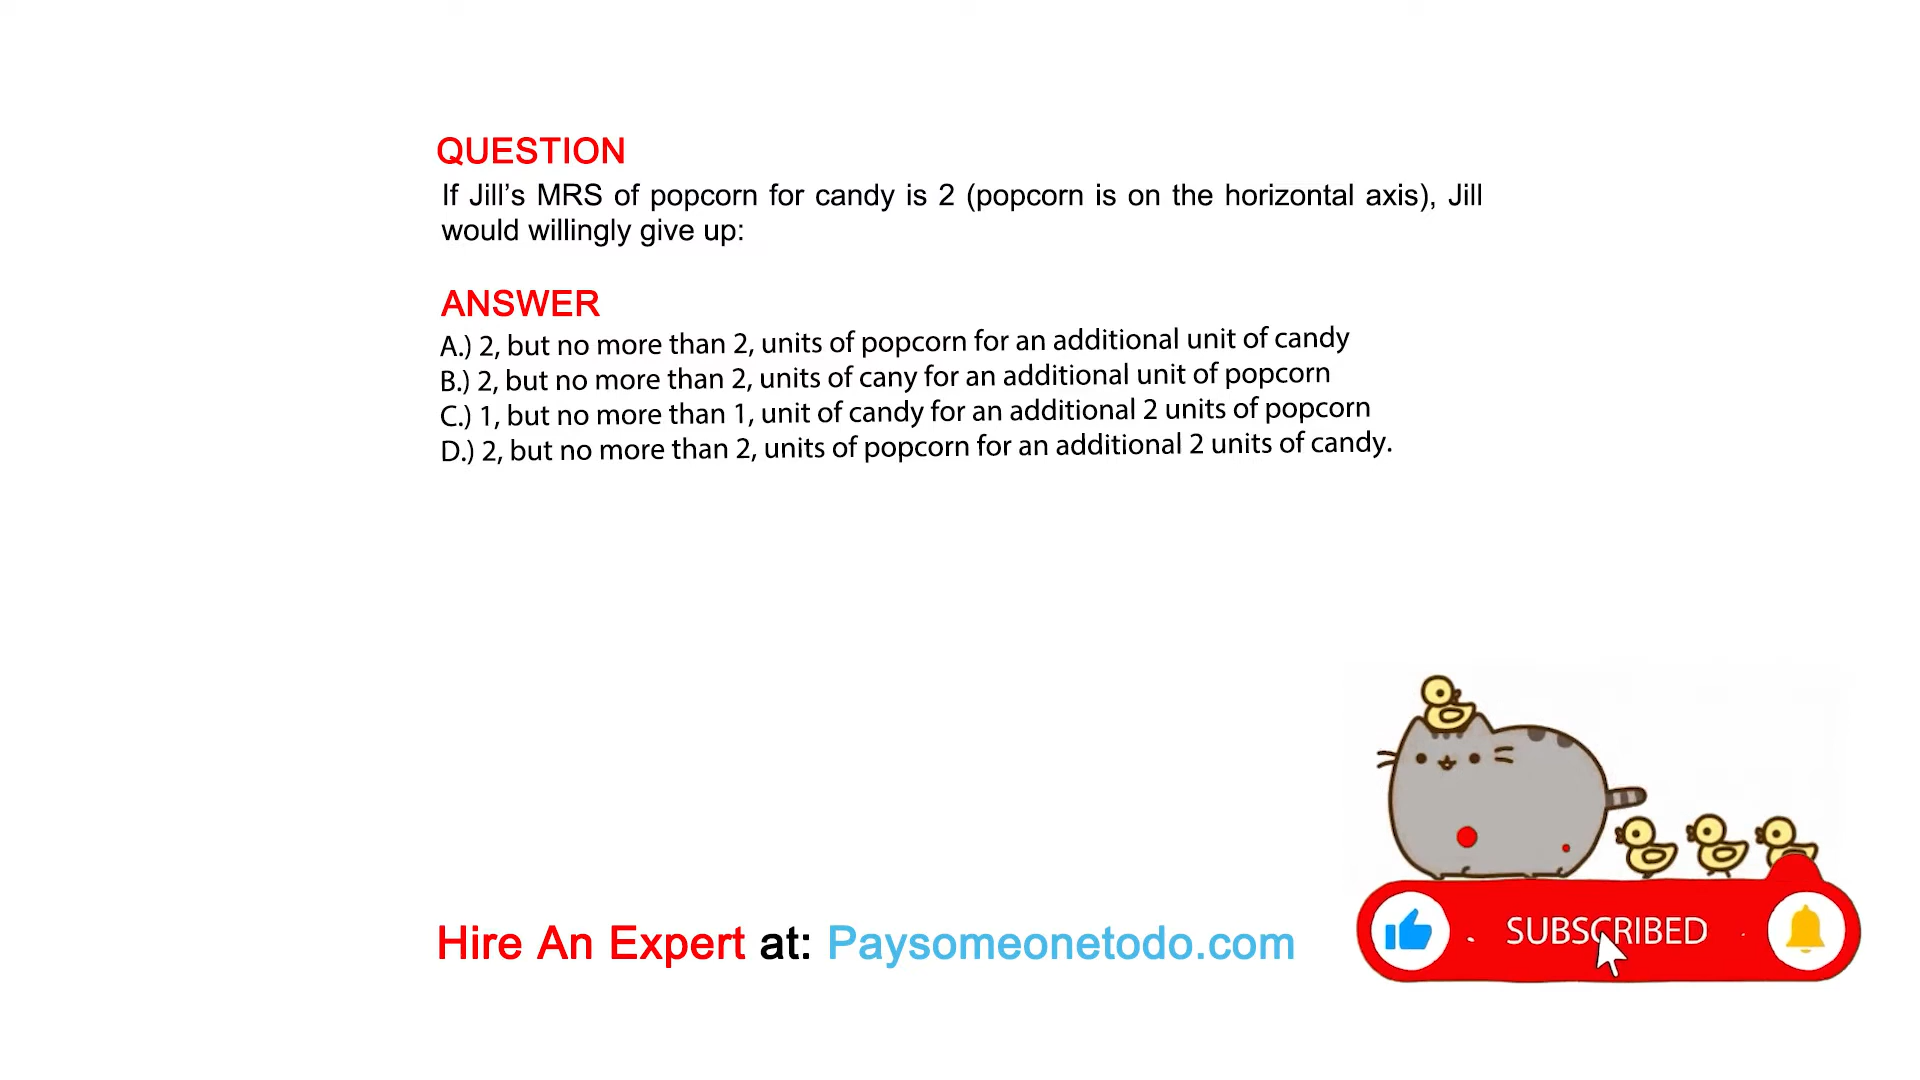 QUESTION
If Jill’s MRS of popcorn for candy is 2 (popcorn is on the horizontal axis), Jill
would willingly give up:
ANSWER
A.) 2, but no more than 2, units of popcorn for an additional unit of candy
B.) 2, but no more than 2, units of cany for an additional unit of popcorn
C.) 1, but no more than 1, unit of candy for an additional 2 units of popcorn
D.) 2, but no more than 2, units of popcorn for an additional 2 units of candy.
Hire An Expert at: Paysomeonetodo.com
SUBSCRIBED